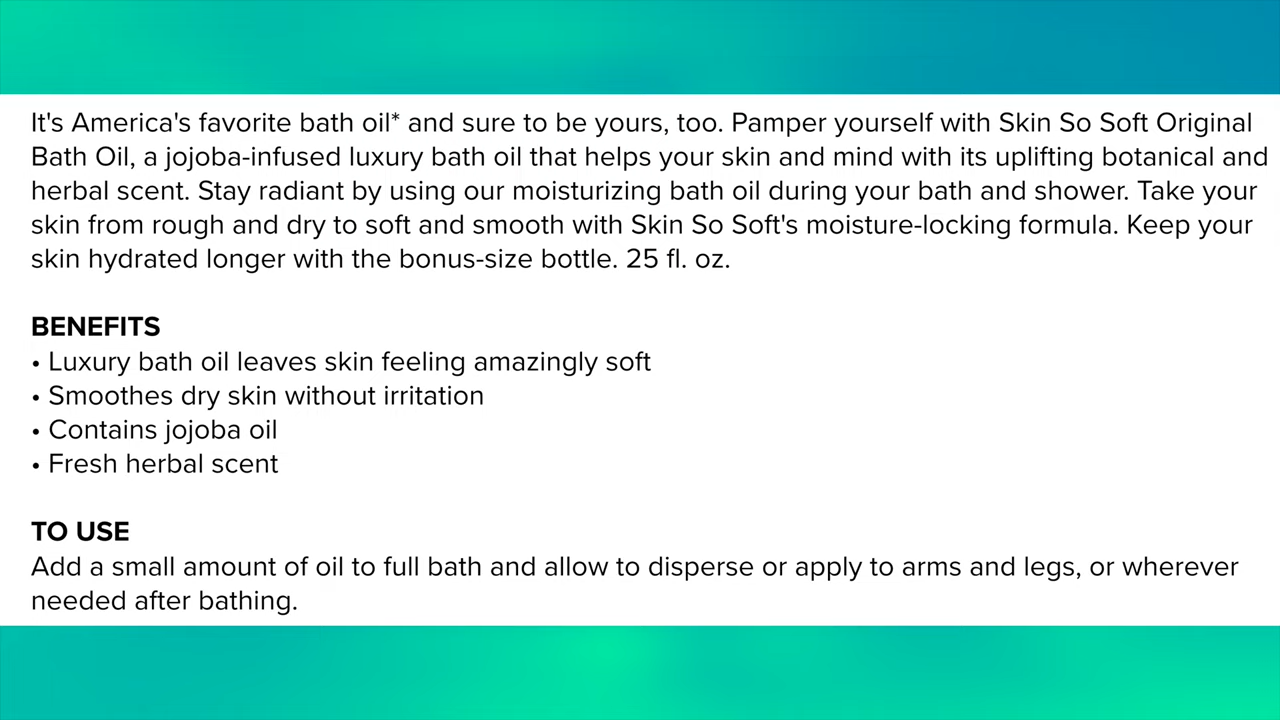 It's America's favorite bath oil* and sure to be yours, too. Pamper yourself with Skin So Soft Original
Bath Oil, a jojoba-infused luxury bath oil that helps your skin and mind with its uplifting botanical and
herbal scent. Stay radiant by using our moisturizing bath oil during your bath and shower. Take your
skin from rough and dry to soft and smooth with Skin So Soft's moisture-locking formula. Keep your
skin hydrated longer with the bonus-size bottle. 25 fl. oz.
BENEFITS
• Luxury bath oil leaves skin feeling amazingly soft
• Smoothes dry skin without irritation
• Contains jojoba oil
• Fresh herbal scent
TO USE
Add a small amount of oil to full bath and allow to disperse or apply to arms and legs, or wherever
needed after bathing.